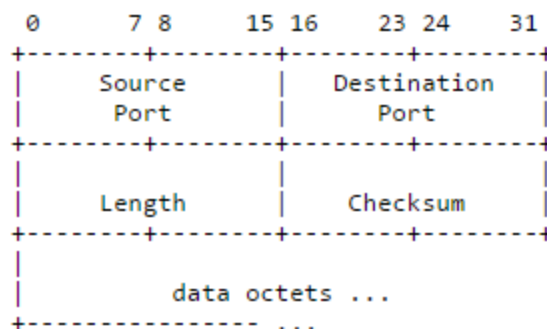 0 7 8 15 16 23 24 31
+--------+--------+--------+--------+
| Source | Destination |
| Port | Port |
+--------+--------+--------+--------+
| | |
| Length | Checksum |
+--------+--------+--------+--------+
|
| data octets ...
+---------------- ...